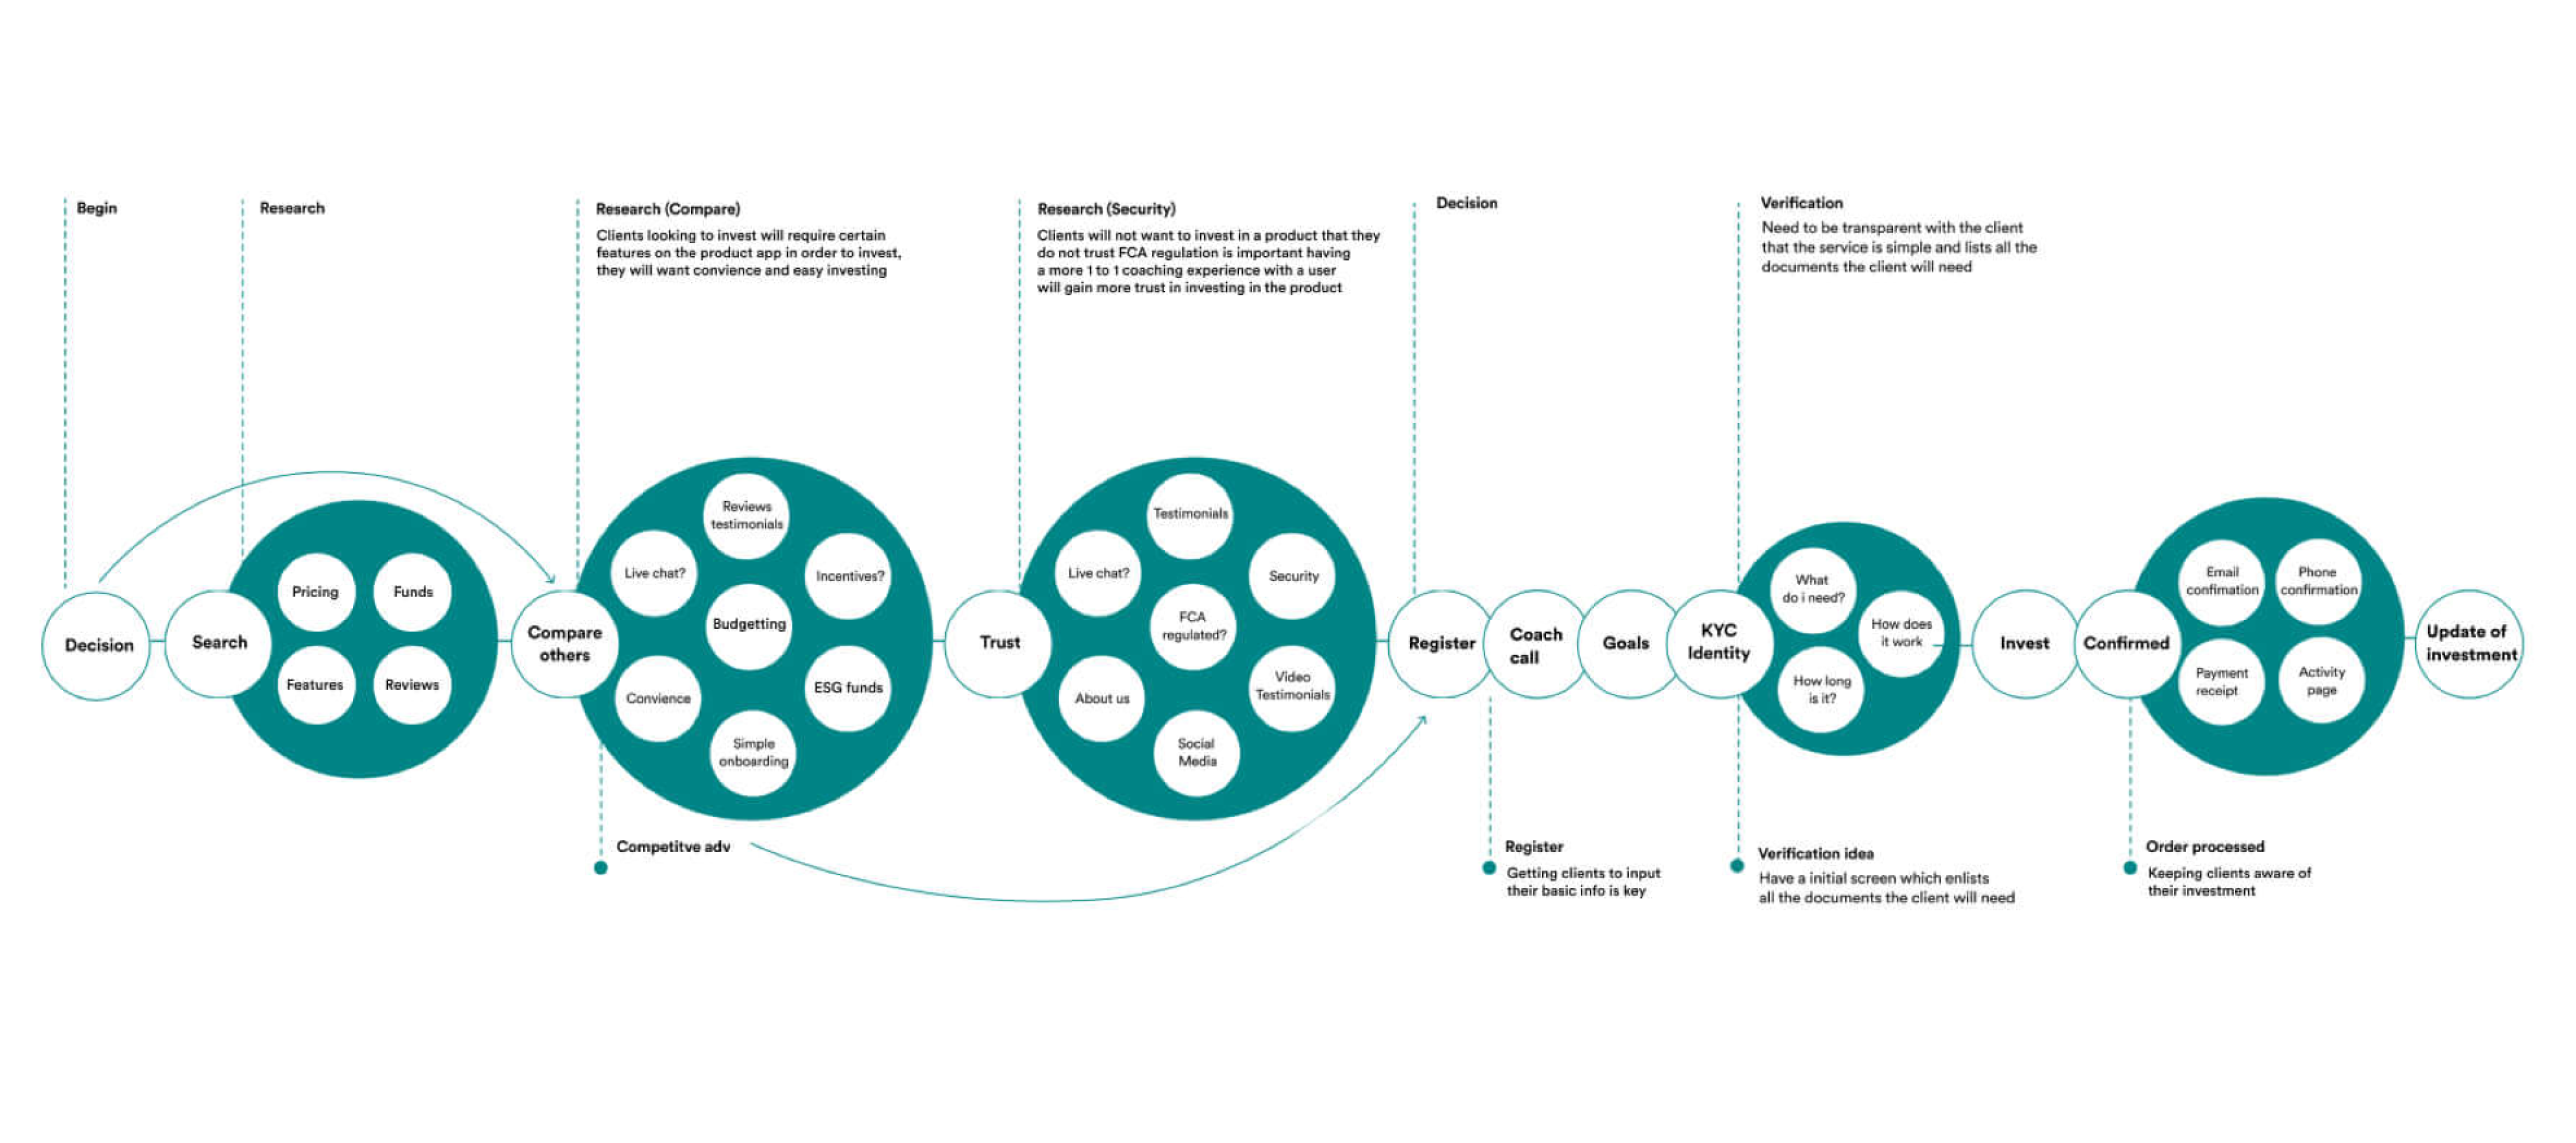 Begin
Research
Research (Compare)
Clients looking to invest will require certain
features on the product app in order to invest,
they will want convience and easy investing
Research (Security)
Clients will not want to invest in a product that they
do not trust FCA regulation is important having
a more 1 to 1 coaching experience with a user
will gain more trust in investing in the product
Decision
Verification
Need to be transparent with the client
that the service is simple and lists all the
documents the client will need
Decision
Search
Pricing
Funds
Features
Reviews
Compare
others
Reviews
testimonials
Live chat?
Incentives?
Budgetting
Convience
ESG funds
Simple
onboarding
Trust
Testimonials
Live chat?
Security
FCA
regulated?
About us
Video
Testimonials
Social
Media
Register
Coach
call
Goals
KYC
Identity
What
do i need?
How does
it work
How long
is it?
Invest
Confirmed
Email
confimation
Phone
confirmation
Payment
receipt
Activity
page
Update of
investment
Competitve adv
Register
Getting clients to input
their basic info is key
Verification idea
Have a initial screen which enlists
all the documents the client will need
Order processed
Keeping clients aware of
their investment